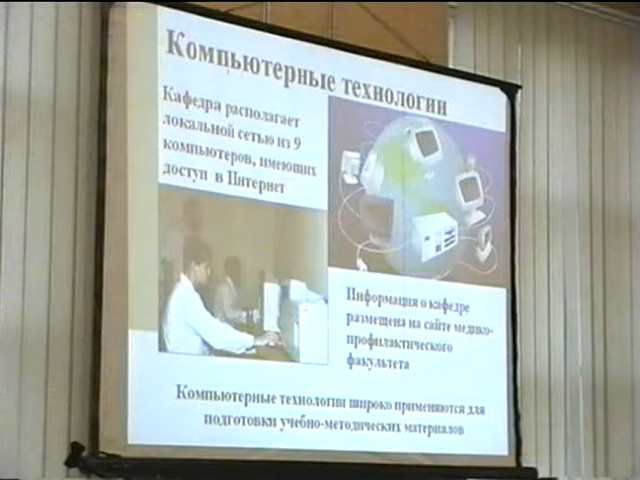 Компьютерные технологии
Кафедра располагает
локальной сетью из 9
компьютеров, имеющих
доступ в Интернет
Информация о кафедре
размещена на сайте медико-
профилактического
факультета
Компьютерные технологии широко применяются для
подготовки учебно-методических материалов